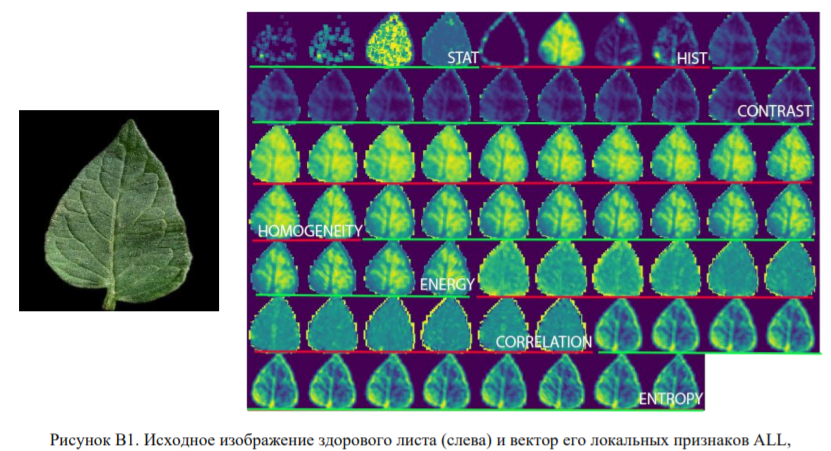 STAT
HIST
CONTRAST
HOMOGENEITY
ENERGY
CORRELATION
ENTROPY
Рисунок В1. Исходное изображение здорового листа (слева) и вектор его локальных признаков ALL,